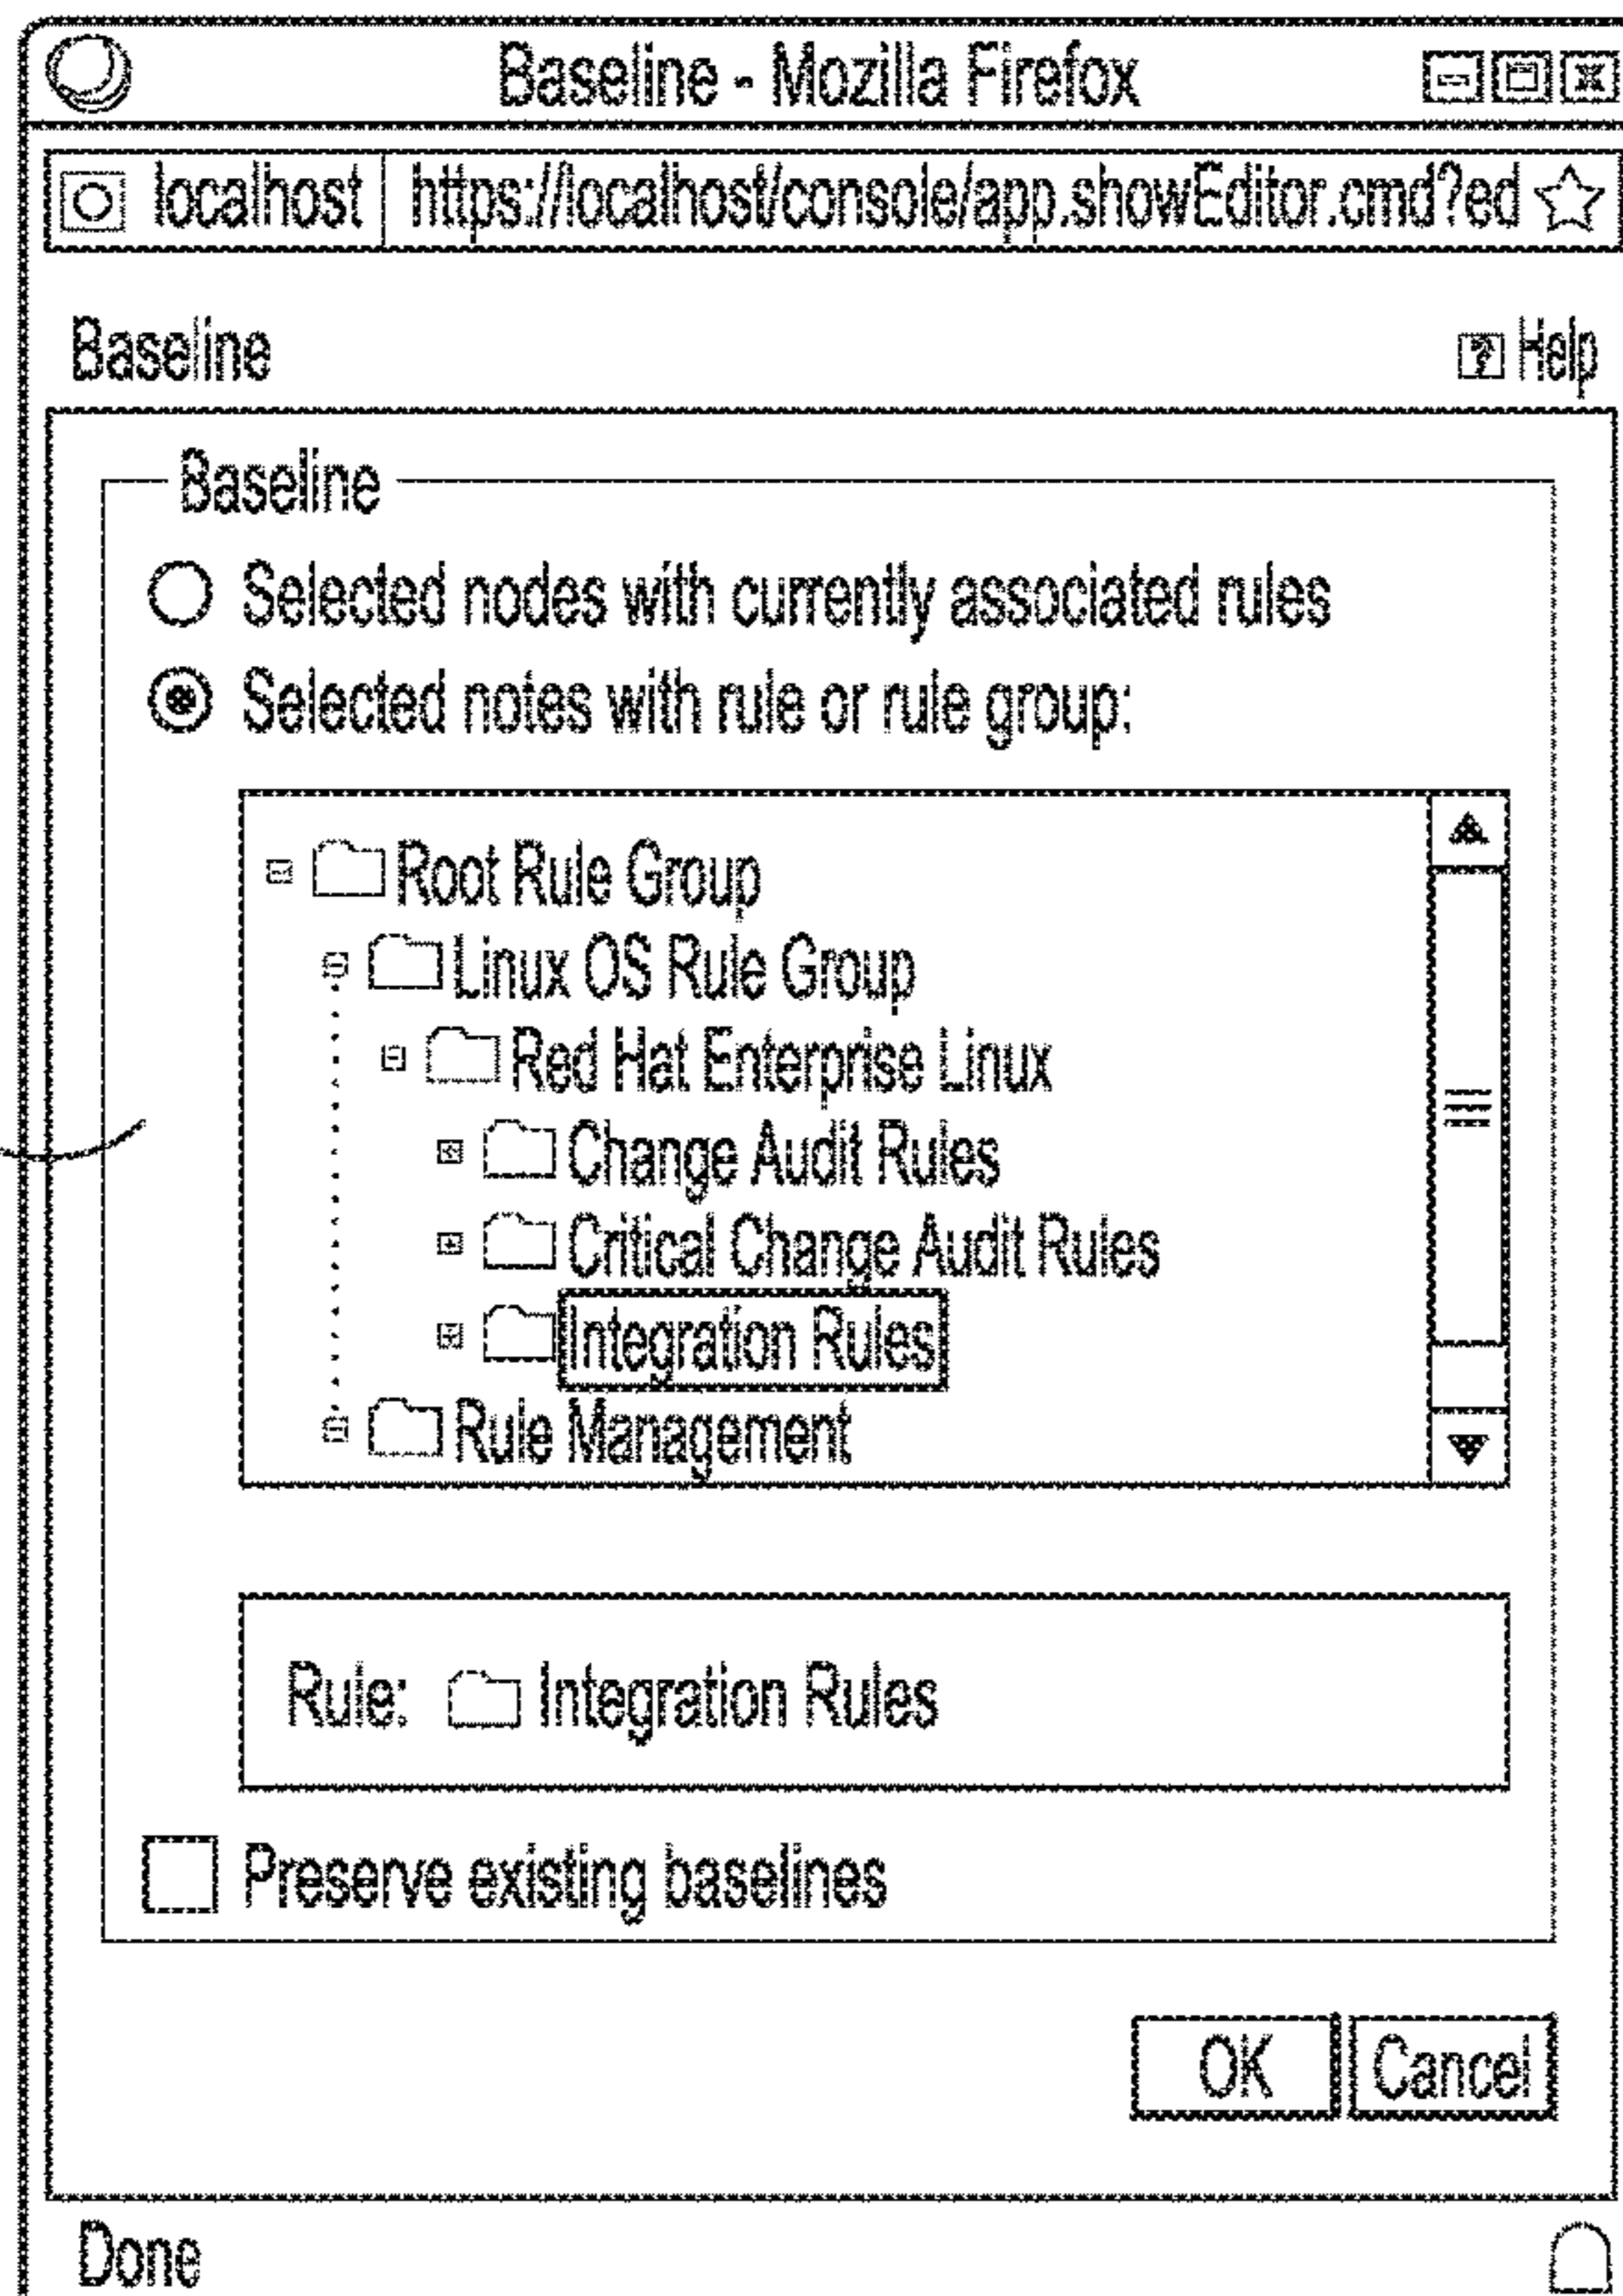 Baseline - Mozilla Firefox
localhost https://localhost/console/app.showEditor.cmd?ed
Baseline ? Help
Baseline
Selected nodes with currently associated rules
Selected notes with rule or rule group:
Root Rule Group
Linux OS Rule Group
Red Hat Enterprise Linux
Change Audit Rules
Critical Change Audit Rules
Integration Rules
Rule Management
Rule: Integration Rules
Preserve existing baselines
OK Cancel
Done